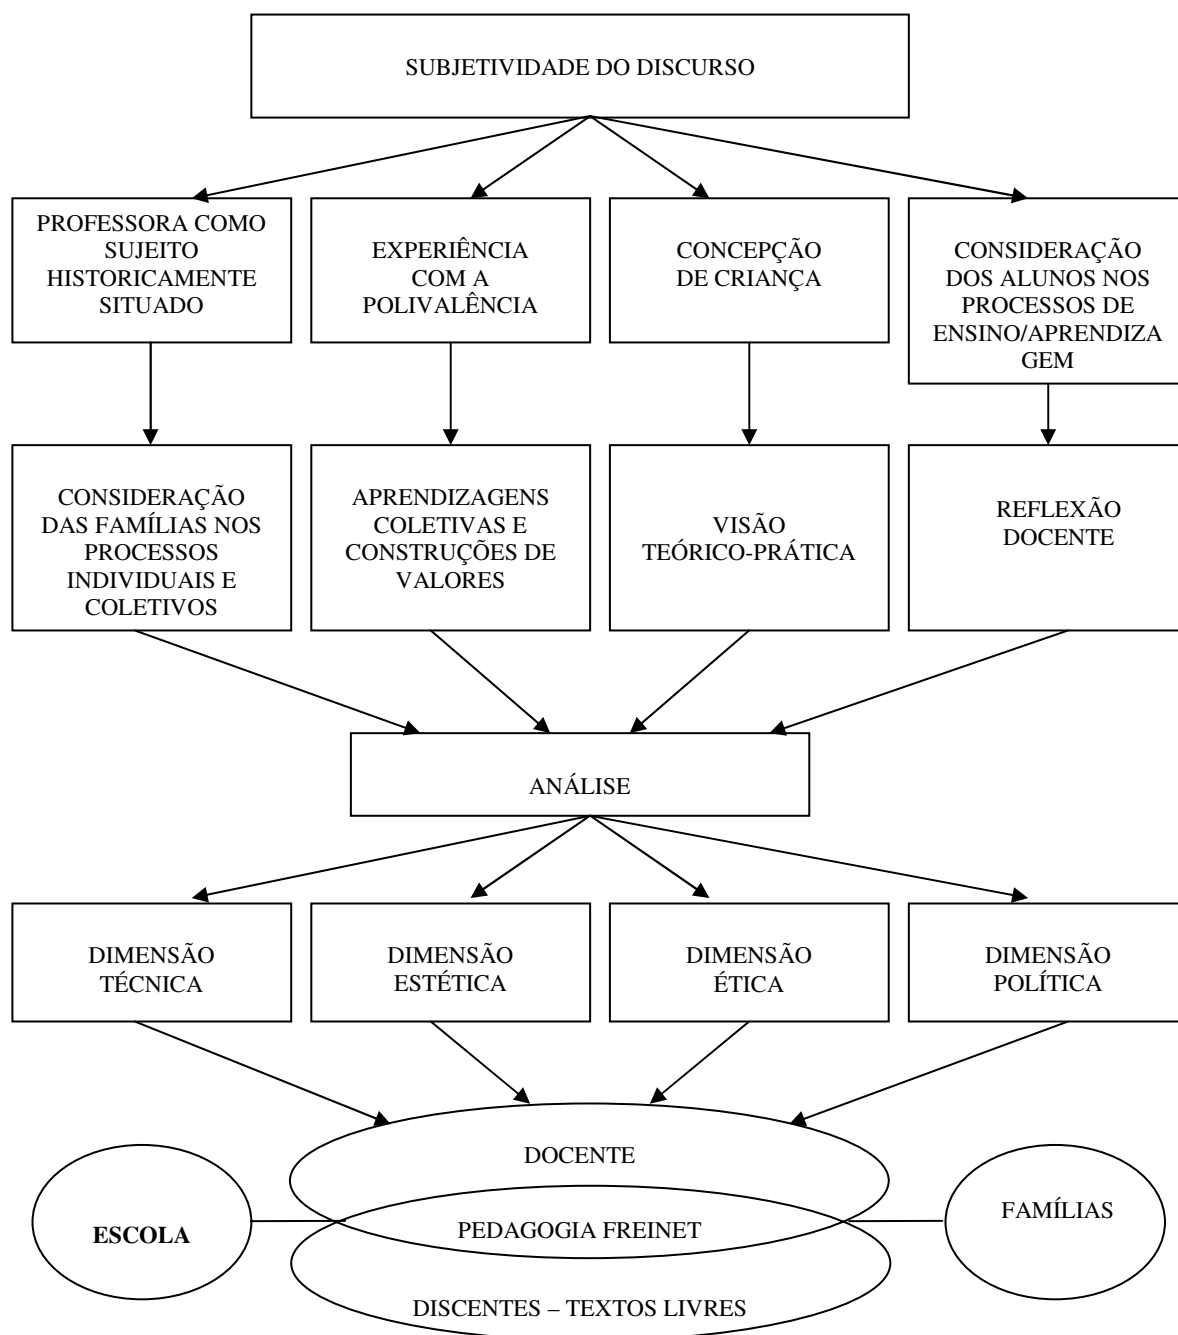 SUBJETIVIDADE DO DISCURSO
PROFESSORA COMO
SUJEITO
HISTORICAMENTE
SITUADO
EXPERIÊNCIA
COM A
POLIVALÊNCIA
CONCEPÇÃO
DE CRIANÇA
CONSIDERAÇÃO
DOS ALUNOS NOS
PROCESSOS DE
ENSINO/APRENDIZA
GEM
CONSIDERAÇÃO
DAS FAMÍLIAS NOS
PROCESSOS
INDIVIDUAIS E
COLETIVOS
APRENDIZAGENS
COLETIVAS E
CONSTRUÇÕES DE
VALORES
VISÃO
TEÓRICO-PRÁTICA
REFLEXÃO
DOCENTE
ANÁLISE
DIMENSÃO
TÉCNICA
DIMENSÃO
ESTÉTICA
DIMENSÃO
ÉTICA
DIMENSÃO
POLÍTICA
DOCENTE
ESCOLA
PEDAGOGIA FREINET
FAMÍLIAS
DISCENTES – TEXTOS LIVRES